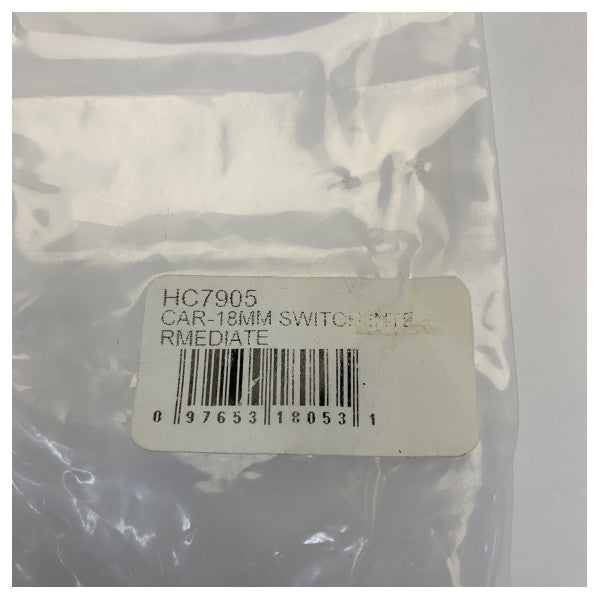 HC7905
CAR-18MM SWITCH INTE
RMEDIATE
0 97653 18053 1